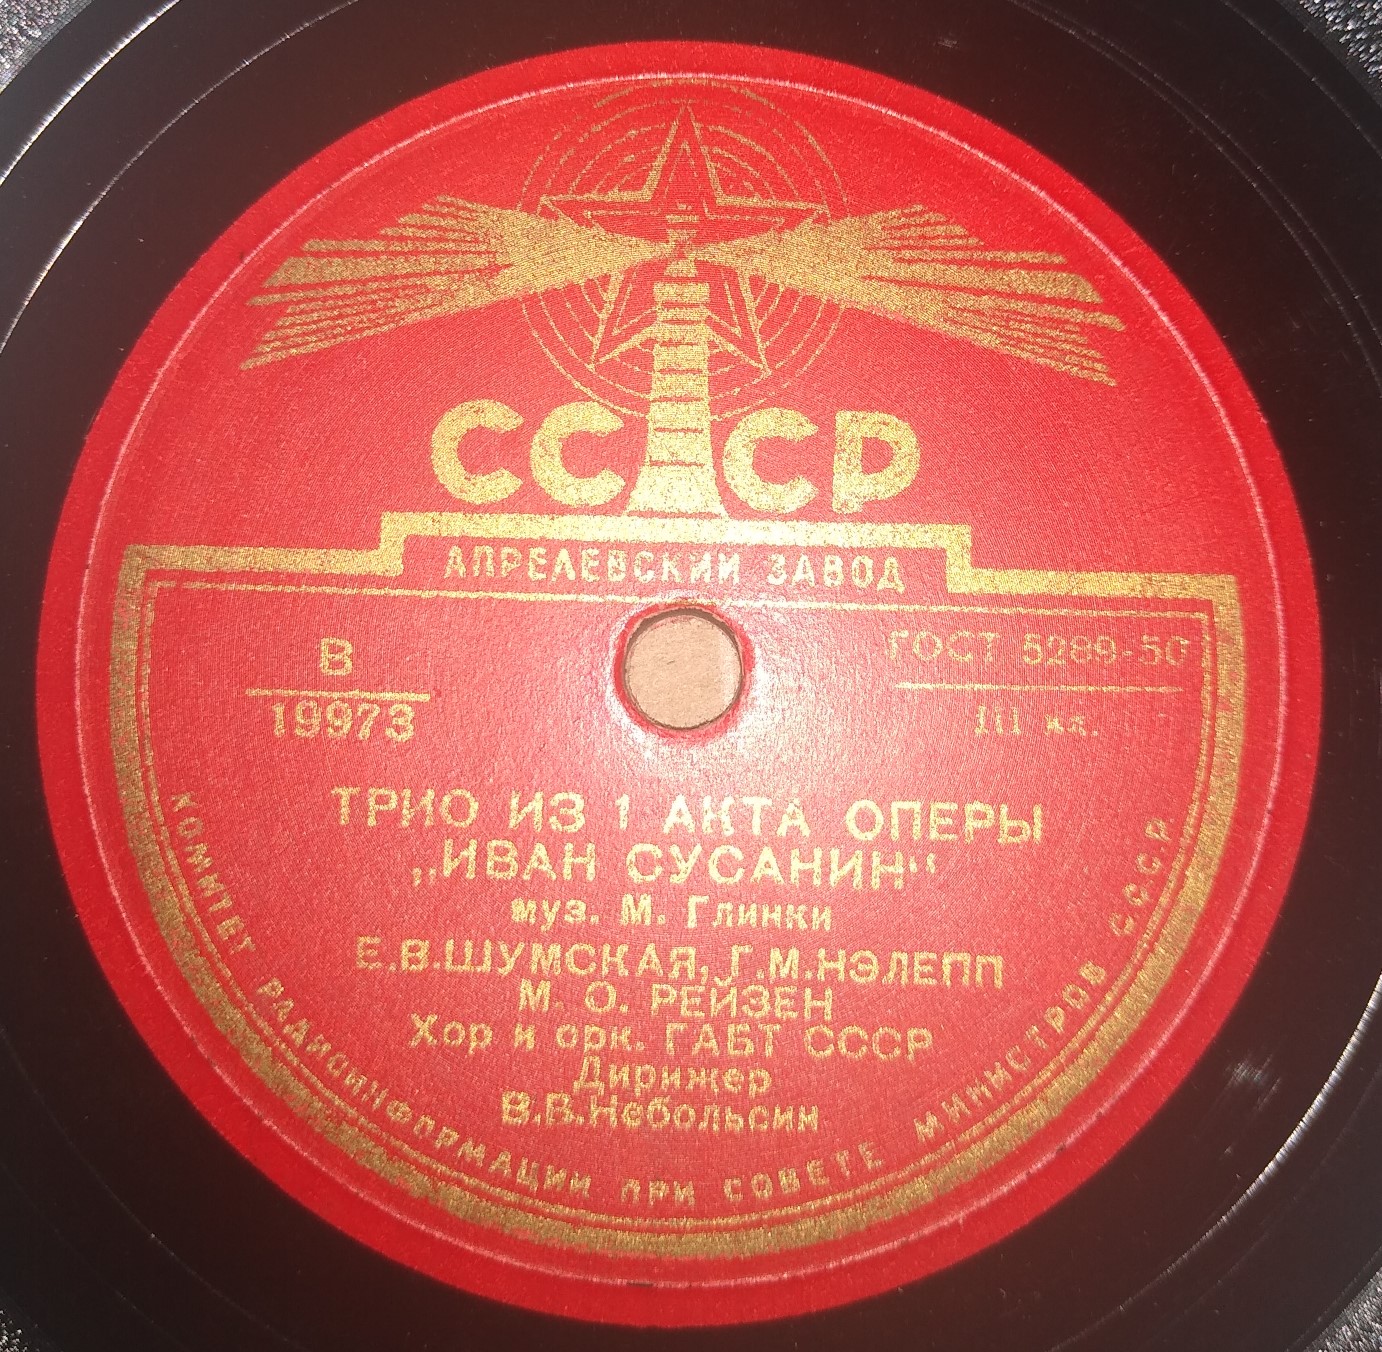 СССР
АПРЕЛЕВСКИЙ ЗАВОД
В
19973
ГОСТ 5289-50
III кл.
ТРИО ИЗ 1 АКТА ОПЕРЫ
„ИВАН СУСАНИН“
муз. М. Глинки
Е.В.ШУМСКАЯ, Г.М.НЭЛЕПП
М. О. РЕЙЗЕН
Хор и орк. ГАБТ СССР
Дирижер
В.В.Небольсин
КОМИТЕТ РАДИОИНФОРМАЦИИ ПРИ СОВЕТЕ МИНИСТРОВ С.С.С.Р.